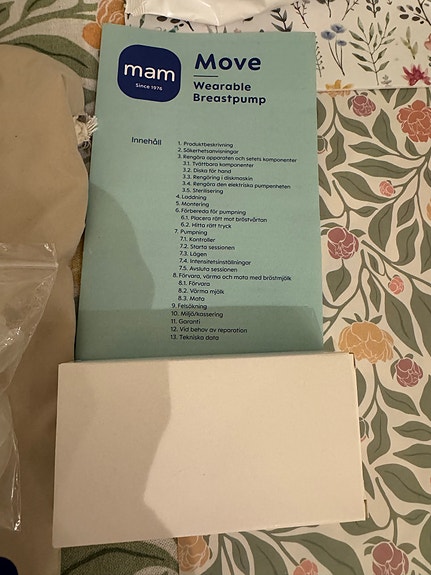 mam
Since 1976
Move
Wearable
Breastpump
Innehåll
1. Produktbeskrivning
2. Säkerhetsanvisningar
3. Rengöra apparaten och setets komponenter
3.1. Tvättbara komponenter
3.2. Diska för hand
3.3. Rengöring i diskmaskin
3.4. Rengöra den elektriska pumpenheten
3.5. Sterilisering
4. Laddning
5. Montering
6. Förbereda för pumpning
6.1. Placera rätt mot bröstvårtan
6.2. Hitta rätt tryck
7. Pumpning
7.1. Kontroller
7.2. Starta sessionen
7.3. Lägen
7.4. Intensitetsinställningar
7.5. Avsluta sessionen
8. Förvara, värma och mata med bröstmjölk
8.1. Förvara
8.2. Värma mjölk
8.3. Mata
9. Felsökning
10. Miljö/kassering
11. Garanti
12. Vid behov av reparation
13. Tekniska data